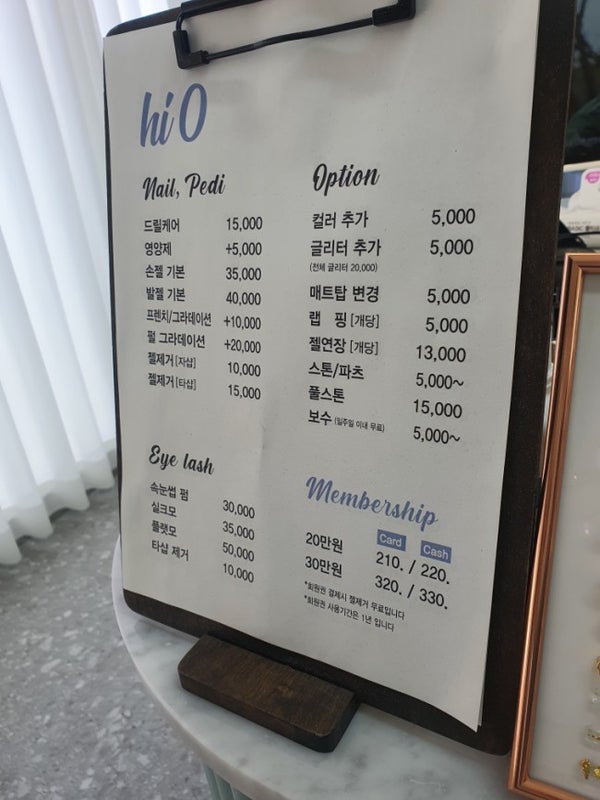 hi O
Nail, Pedi
드릴케어 15,000
영양제 +5,000
손젤 기본 35,000
발젤 기본 40,000
프렌치/그라데이션 +10,000
펄 그라데이션 +20,000
젤제거 [자샵] 10,000
젤제거 [타샵] 15,000
Eye lash
속눈썹 펌 30,000
실크모 35,000
플랫모 50,000
타샵 제거 10,000
Option
컬러 추가 5,000
글리터 추가 5,000
(전체 글리터 20,000)
매트탑 변경 5,000
랩 핑 [개당] 5,000
젤연장 [개당] 13,000
스톤/파츠 5,000~
풀스톤 15,000
보수 (일주일 이내 무료) 5,000~
Membership
Card Cash
20만원 210. / 220.
30만원 320. / 330.
*회원권 결제시 젤제거 무료입니다
*회원권 사용기간은 1년 입니다